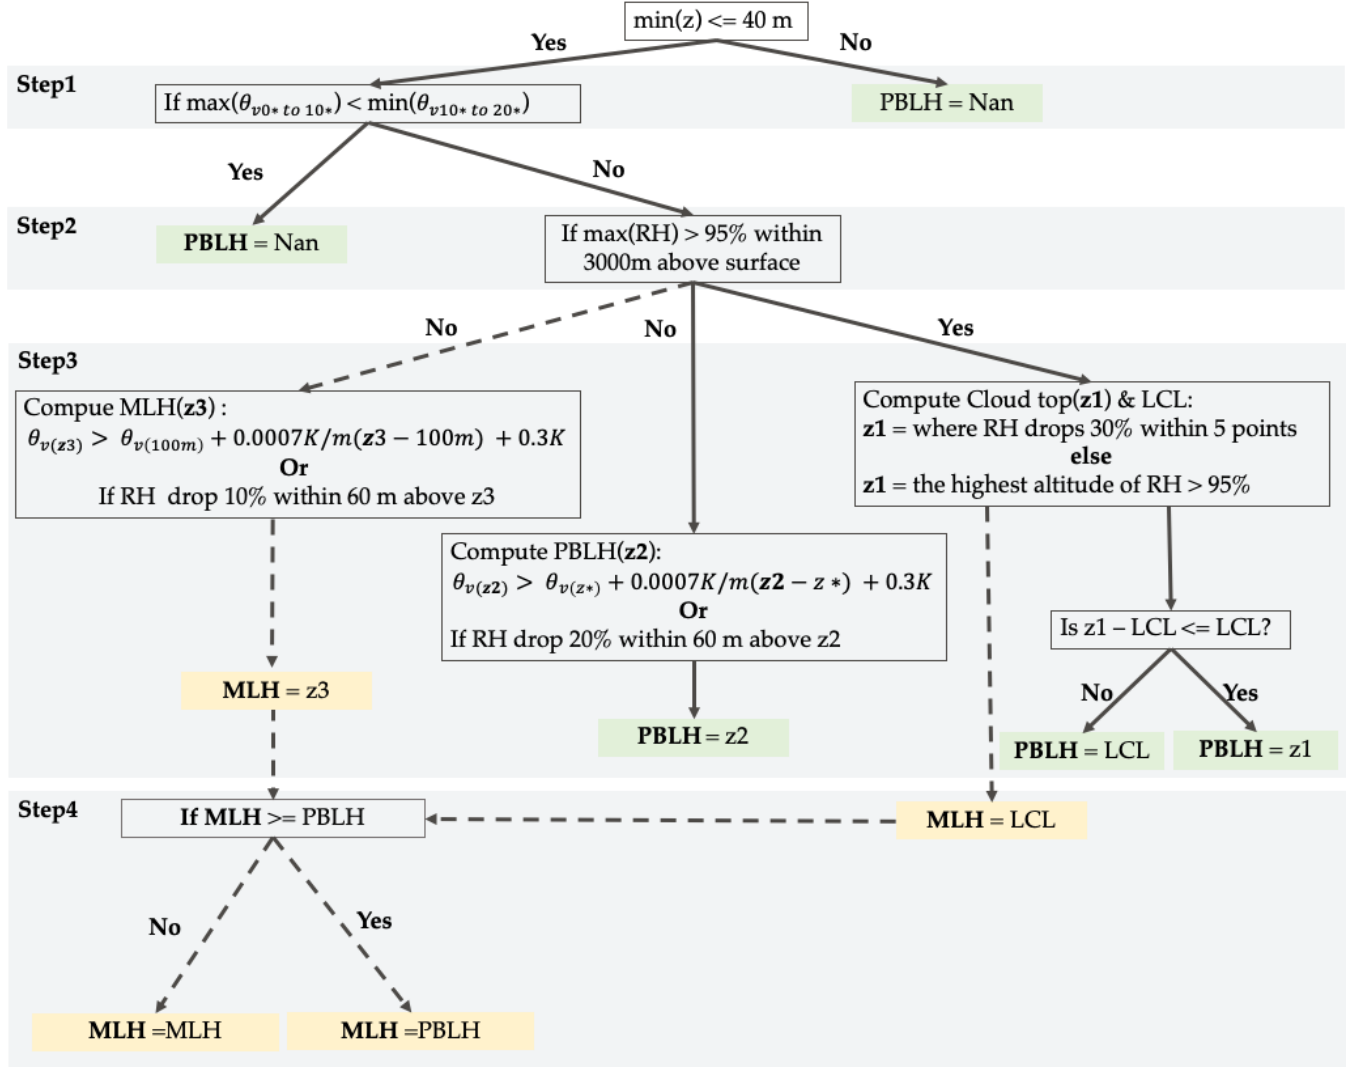 min(z) <= 40 m
Yes
No
Step1
If max(θv0* to 10*) < min(θv10* to 20*)
PBLH = Nan
Yes
No
Step2
PBLH = Nan
If max(RH) > 95% within
3000m above surface
No
No
Yes
Step3
Compue MLH(z3) :
θv(z3) > θv(100m) + 0.0007K/m(z3 − 100m) + 0.3K
Or
If RH drop 10% within 60 m above z3
Compute Cloud top(z1) & LCL:
z1 = where RH drops 30% within 5 points
else
z1 = the highest altitude of RH > 95%
Compute PBLH(z2):
θv(z2) > θv(z*) + 0.0007K/m(z2 − z *) + 0.3K
Or
If RH drop 20% within 60 m above z2
Is z1 – LCL <= LCL?
MLH = z3
No
Yes
PBLH = z2
PBLH = LCL
PBLH = z1
Step4
If MLH >= PBLH
MLH = LCL
No
Yes
MLH =MLH
MLH =PBLH